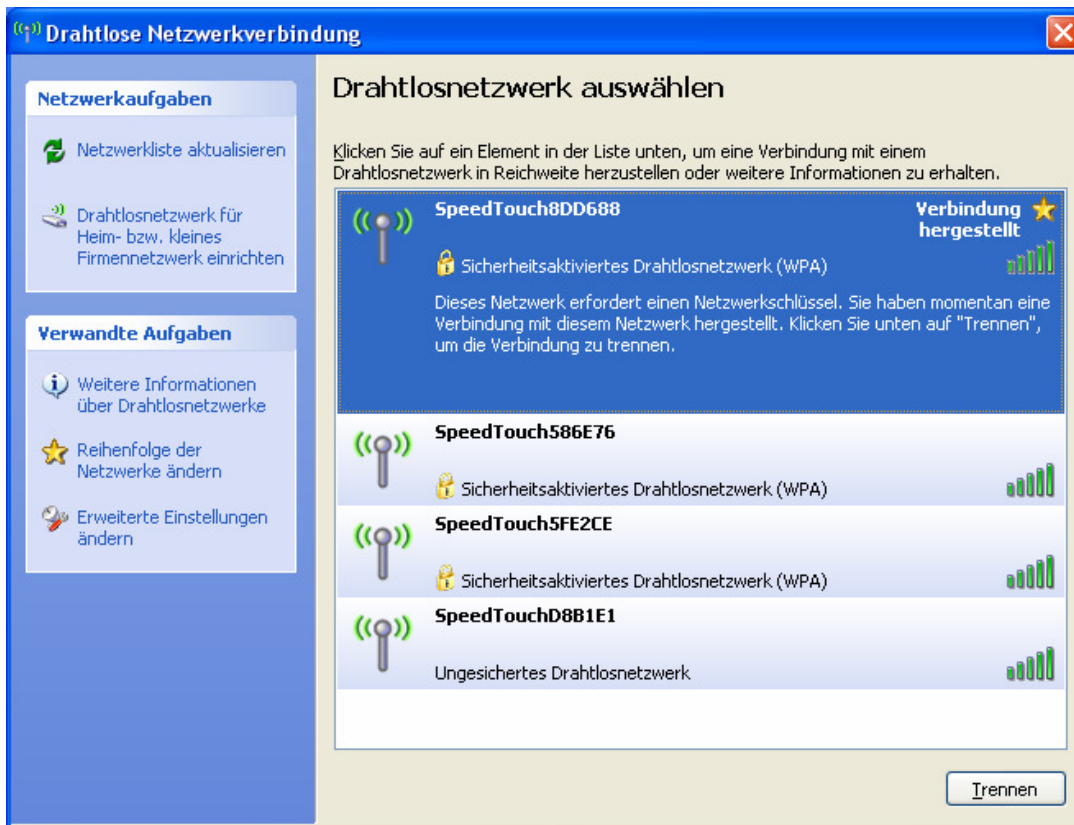 Drahtlose Netzwerkverbindung
Netzwerkaufgaben
Netzwerkliste aktualisieren
Drahtlosnetzwerk für
Heim- bzw. kleines
Firmennetzwerk einrichten
Verwandte Aufgaben
Weitere Informationen
über Drahtlosnetzwerke
Reihenfolge der
Netzwerke ändern
Erweiterte Einstellungen
ändern
Drahtlosnetzwerk auswählen
Klicken Sie auf ein Element in der Liste unten, um eine Verbindung mit einem
Drahtlosnetzwerk in Reichweite herzustellen oder weitere Informationen zu erhalten.
SpeedTouch8DD688
Verbindung
hergestellt
Sicherheitsaktiviertes Drahtlosnetzwerk (WPA)
Dieses Netzwerk erfordert einen Netzwerkschlüssel. Sie haben momentan eine
Verbindung mit diesem Netzwerk hergestellt. Klicken Sie unten auf "Trennen",
um die Verbindung zu trennen.
SpeedTouch586E76
Sicherheitsaktiviertes Drahtlosnetzwerk (WPA)
SpeedTouch5FE2CE
Sicherheitsaktiviertes Drahtlosnetzwerk (WPA)
SpeedTouchD8B1E1
Ungesichertes Drahtlosnetzwerk
Trennen